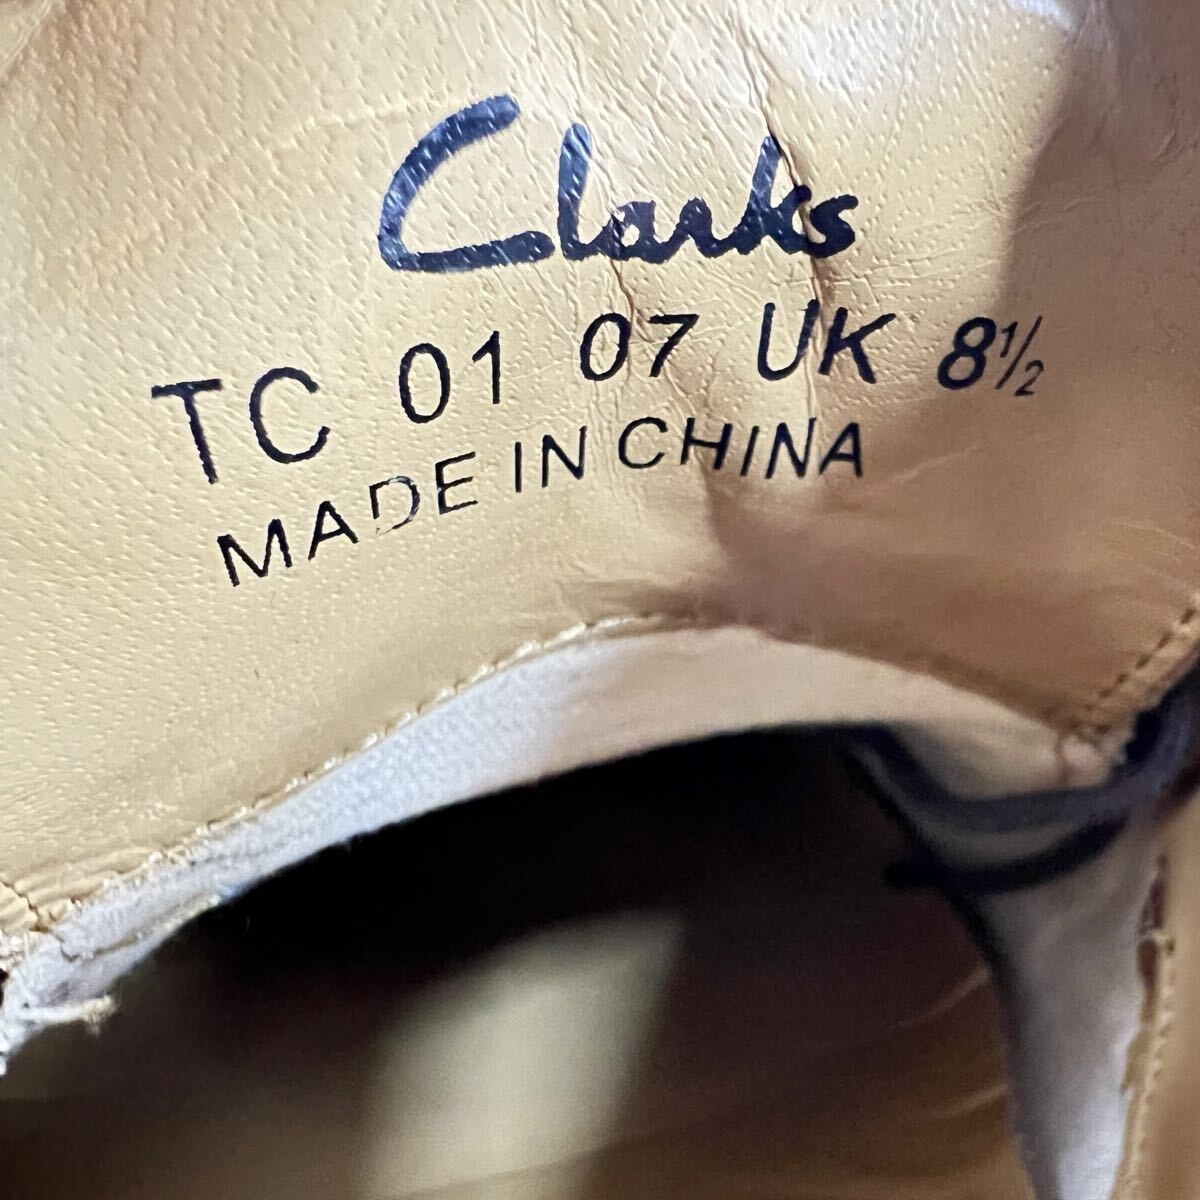 Clarks
TC 01 07 UK 8½
MADE IN CHINA